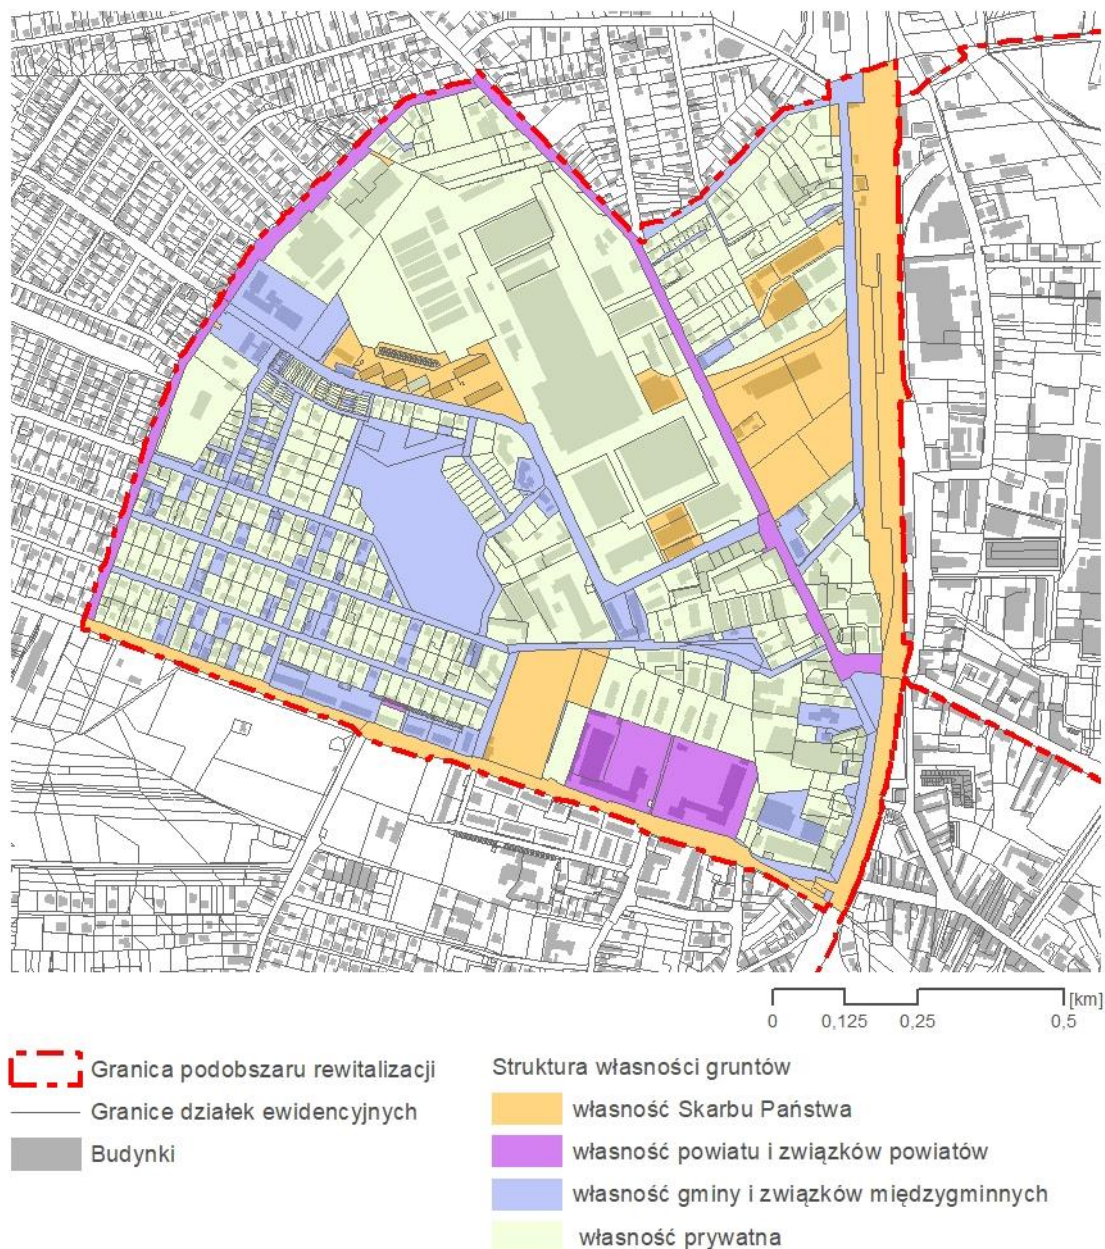 [km]
0 0,125 0,25 0,5
Granica podobszaru rewitalizacji
Granice działek ewidencyjnych
Budynki
Struktura własności gruntów
własność Skarbu Państwa
własność powiatu i związków powiatów
własność gminy i związków międzygminnych
własność prywatna